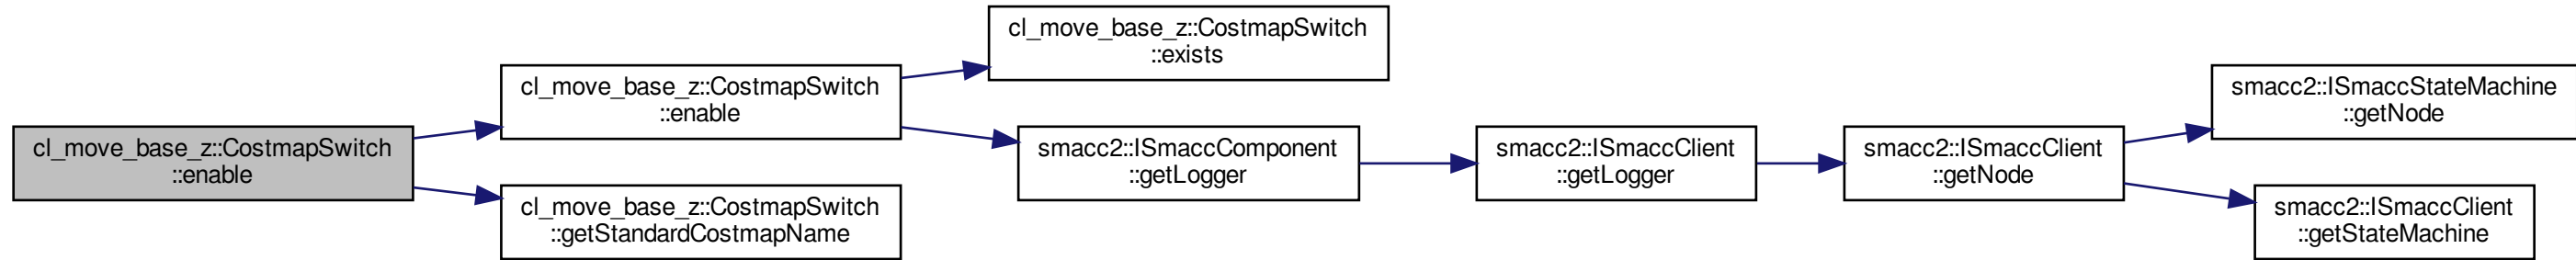 cl_move_base_z::CostmapSwitch
::enable
cl_move_base_z::CostmapSwitch
::enable
cl_move_base_z::CostmapSwitch
::getStandardCostmapName
cl_move_base_z::CostmapSwitch
::exists
smacc2::ISmaccComponent
::getLogger
smacc2::ISmaccClient
::getLogger
smacc2::ISmaccClient
::getNode
smacc2::ISmaccStateMachine
::getNode
smacc2::ISmaccClient
::getStateMachine